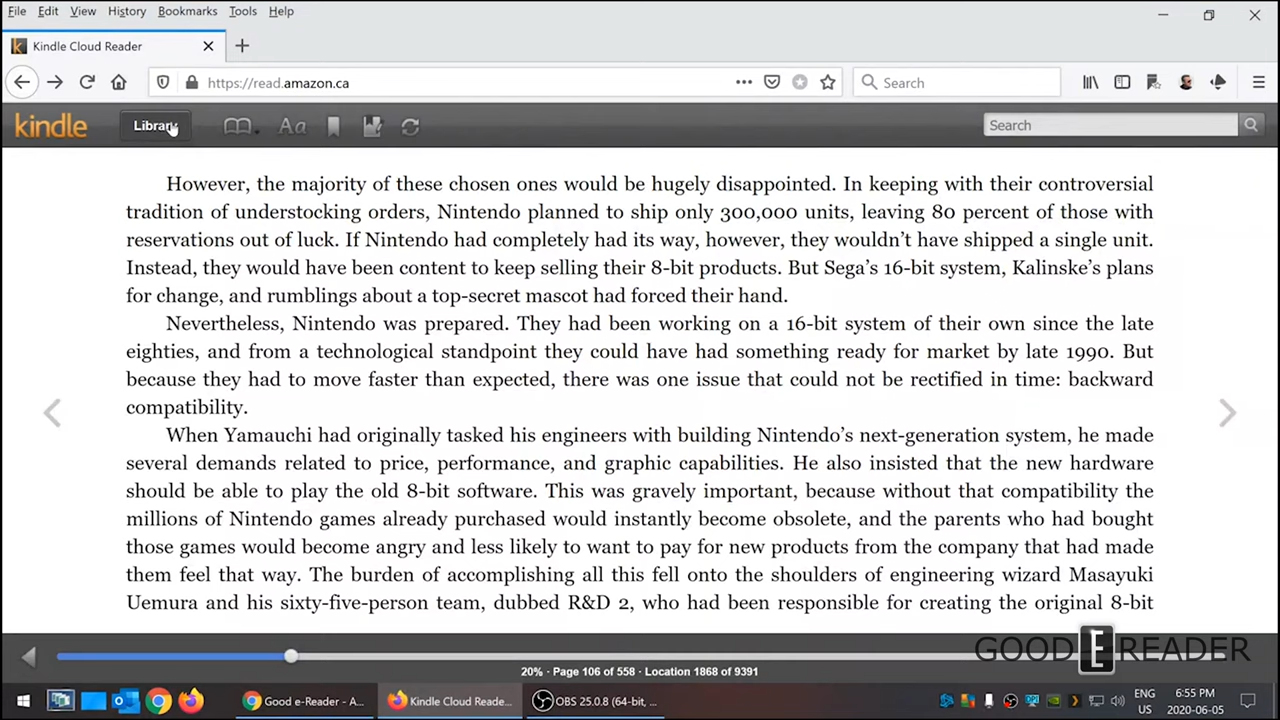 File Edit View History Bookmarks Tools Help
Kindle Cloud Reader
https://read.amazon.ca
Search
kindle
Library
Aa
Search
However, the majority of these chosen ones would be hugely disappointed. In keeping with their controversial
tradition of understocking orders, Nintendo planned to ship only 300,000 units, leaving 80 percent of those with
reservations out of luck. If Nintendo had completely had its way, however, they wouldn’t have shipped a single unit.
Instead, they would have been content to keep selling their 8-bit products. But Sega’s 16-bit system, Kalinske’s plans
for change, and rumblings about a top-secret mascot had forced their hand.
Nevertheless, Nintendo was prepared. They had been working on a 16-bit system of their own since the late
eighties, and from a technological standpoint they could have had something ready for market by late 1990. But
because they had to move faster than expected, there was one issue that could not be rectified in time: backward
compatibility.
When Yamauchi had originally tasked his engineers with building Nintendo’s next-generation system, he made
several demands related to price, performance, and graphic capabilities. He also insisted that the new hardware
should be able to play the old 8-bit software. This was gravely important, because without that compatibility the
millions of Nintendo games already purchased would instantly become obsolete, and the parents who had bought
those games would become angry and less likely to want to pay for new products from the company that had made
them feel that way. The burden of accomplishing all this fell onto the shoulders of engineering wizard Masayuki
Uemura and his sixty-five-person team, dubbed R&D 2, who had been responsible for creating the original 8-bit
GOOD E READER
20% · Page 106 of 558 · Location 1868 of 9391
Good e-Reader - A...
Kindle Cloud Reade...
OBS 25.0.8 (64-bit, ...
ENG
US
6:55 PM
2020-06-05